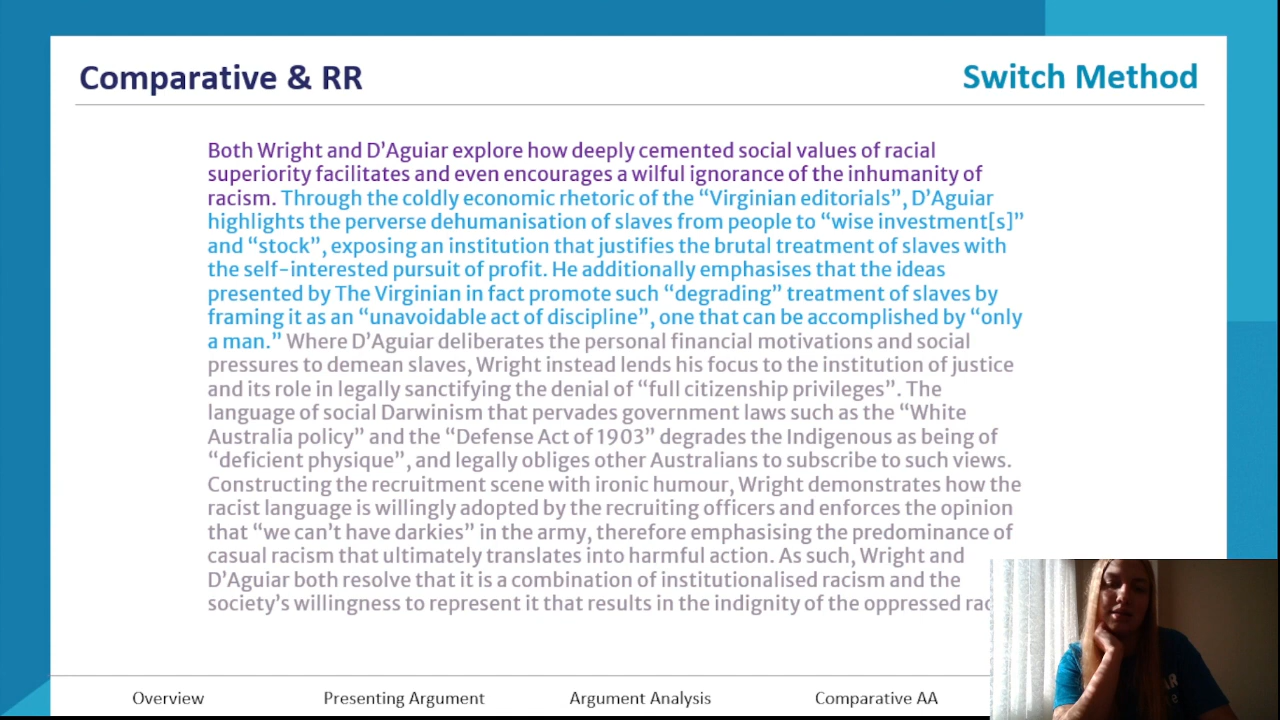 Comparative & RR
Switch Method
Both Wright and D’Aguiar explore how deeply cemented social values of racial
superiority facilitates and even encourages a wilful ignorance of the inhumanity of
racism. Through the coldly economic rhetoric of the “Virginian editorials”, D’Aguiar
highlights the perverse dehumanisation of slaves from people to “wise investment[s]”
and “stock”, exposing an institution that justifies the brutal treatment of slaves with
the self-interested pursuit of profit. He additionally emphasises that the ideas
presented by The Virginian in fact promote such “degrading” treatment of slaves by
framing it as an “unavoidable act of discipline”, one that can be accomplished by “only
a man.” Where D’Aguiar deliberates the personal financial motivations and social
pressures to demean slaves, Wright instead lends his focus to the institution of justice
and its role in legally sanctifying the denial of “full citizenship privileges”. The
language of social Darwinism that pervades government laws such as the “White
Australia policy” and the “Defense Act of 1903” degrades the Indigenous as being of
“deficient physique”, and legally obliges other Australians to subscribe to such views.
Constructing the recruitment scene with ironic humour, Wright demonstrates how the
racist language is willingly adopted by the recruiting officers and enforces the opinion
that “we can’t have darkies” in the army, therefore emphasising the predominance of
casual racism that ultimately translates into harmful action. As such, Wright and
D’Aguiar both resolve that it is a combination of institutionalised racism and the
society’s willingness to represent it that results in the indignity of the oppressed
Overview
Presenting Argument
Argument Analysis
Comparative AA